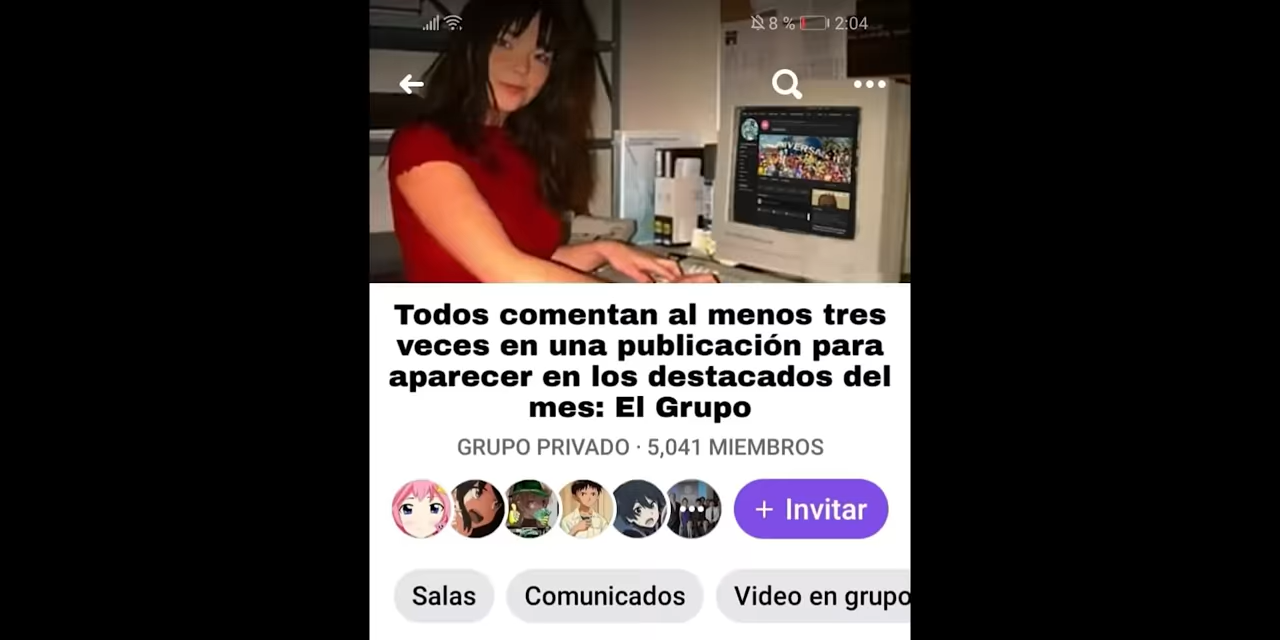 8 % 2:04
Todos comentan al menos tres
veces en una publicación para
aparecer en los destacados del
mes: El Grupo
GRUPO PRIVADO · 5,041 MIEMBROS
+ Invitar
Salas Comunicados Video en grupo